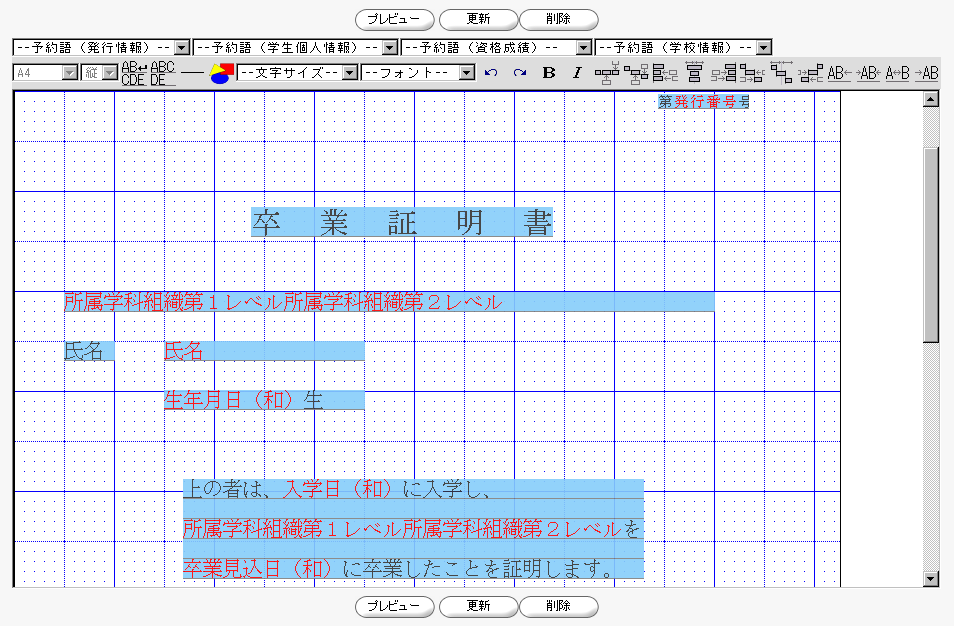 プレビュー 更新 削除
--予約語（発行情報）-- --予約語（学生個人情報）-- --予約語（資格成績）-- --予約語（学校情報）--
A4 縦 AB↵CDE ABCDE --文字サイズ-- --フォント-- B I AB← →AB← A↔B →AB
第発行番号号
卒　業　証　明　書
所属学科組織第１レベル所属学科組織第２レベル
氏名 氏名
生年月日（和）生
上の者は、入学日（和）に入学し、
所属学科組織第１レベル所属学科組織第２レベルを
卒業見込日（和）に卒業したことを証明します。
プレビュー 更新 削除